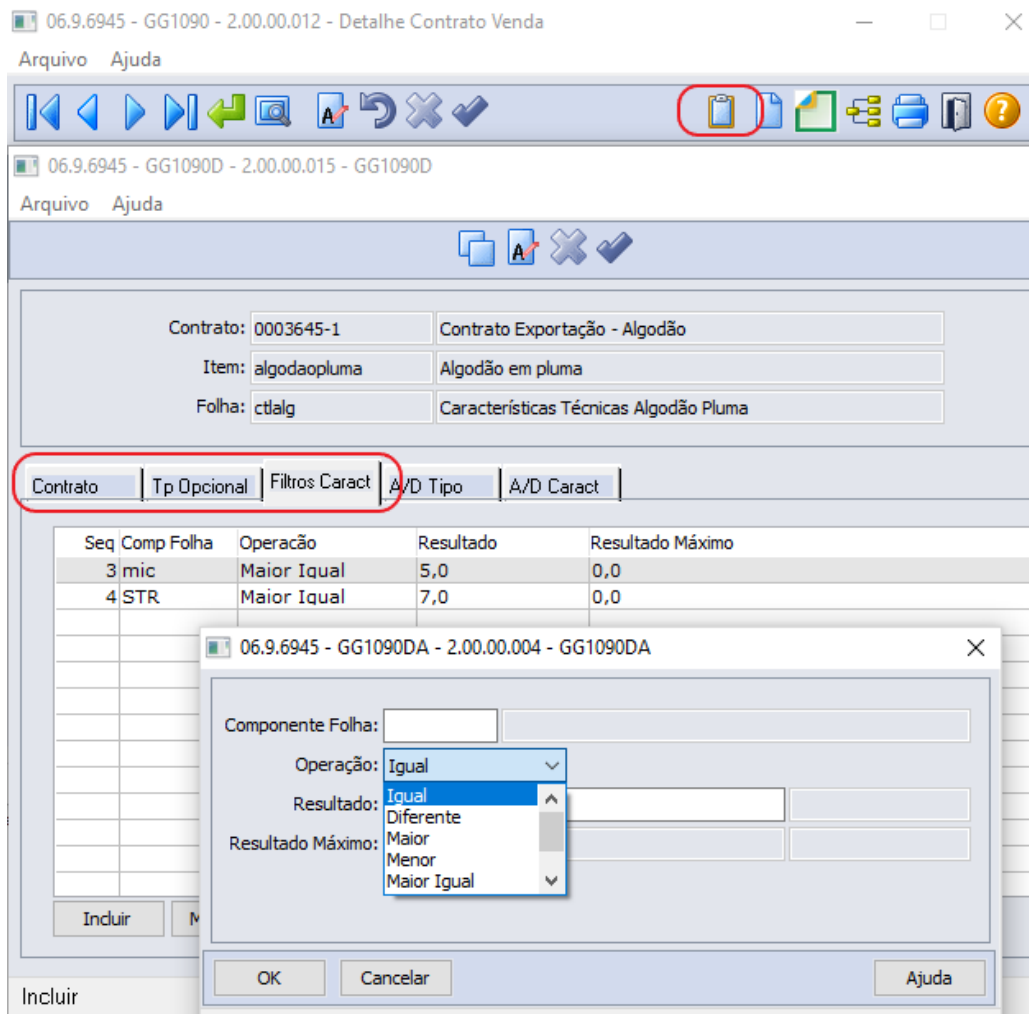 06.9.6945 - GG1090 - 2.00.00.012 - Detalhe Contrato Venda
Arquivo Ajuda
06.9.6945 - GG1090D - 2.00.00.015 - GG1090D
Arquivo Ajuda
Contrato: 0003645-1 Contrato Exportação - Algodão
Item: algodaopluma Algodão em pluma
Folha: ctlalg Características Técnicas Algodão Pluma
Contrato Tp Opcional Filtros Caract A/D Tipo A/D Caract
Seq Comp Folha Operacão Resultado Resultado Máximo
3 mic Maior Igual 5,0 0,0
4 STR Maior Igual 7,0 0,0
06.9.6945 - GG1090DA - 2.00.00.004 - GG1090DA
Componente Folha:
Operação: Igual
Resultado: Igual
Diferente
Resultado Máximo: Maior
Menor
Maior Igual
Incluir M
OK Cancelar Ajuda
Incluir